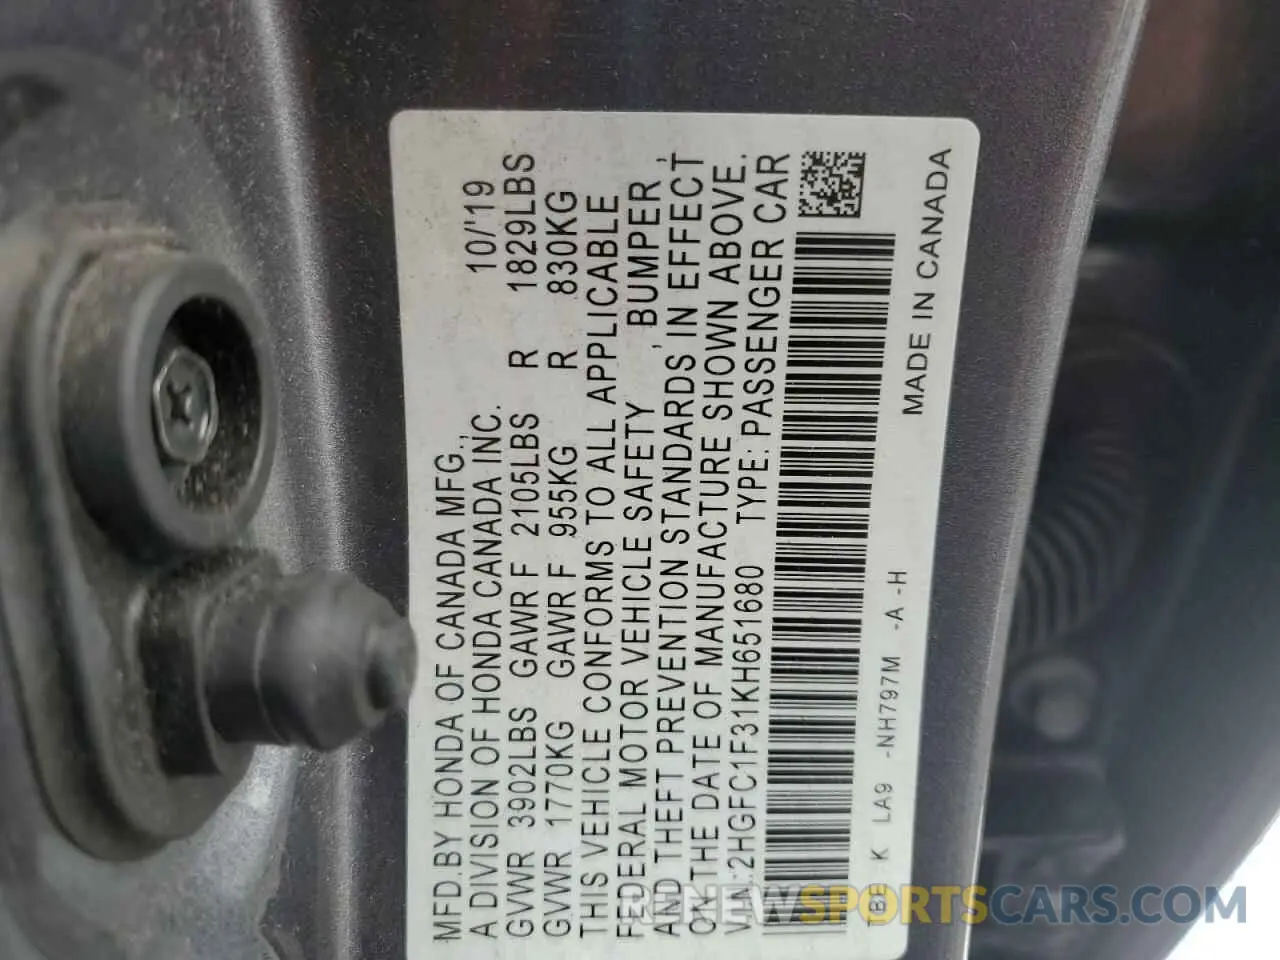 MFD.BY HONDA OF CANADA MFG., 10/'19
A DIVISION OF HONDA CANADA INC.
GVWR 3902LBS GAWR F 2105LBS R 1829LBS
GVWR 1770KG GAWR F 955KG R 830KG
THIS VEHICLE CONFORMS TO ALL APPLICABLE
FEDERAL MOTOR VEHICLE SAFETY , BUMPER ,
AND THEFT PREVENTION STANDARDS IN EFFECT
ON THE DATE OF MANUFACTURE SHOWN ABOVE.
V.I.N.:2HGFC1F31KH651680 TYPE: PASSENGER CAR
K LA9 -NH797M -A -H MADE IN CANADA
RENEWSPORTSCARS.COM